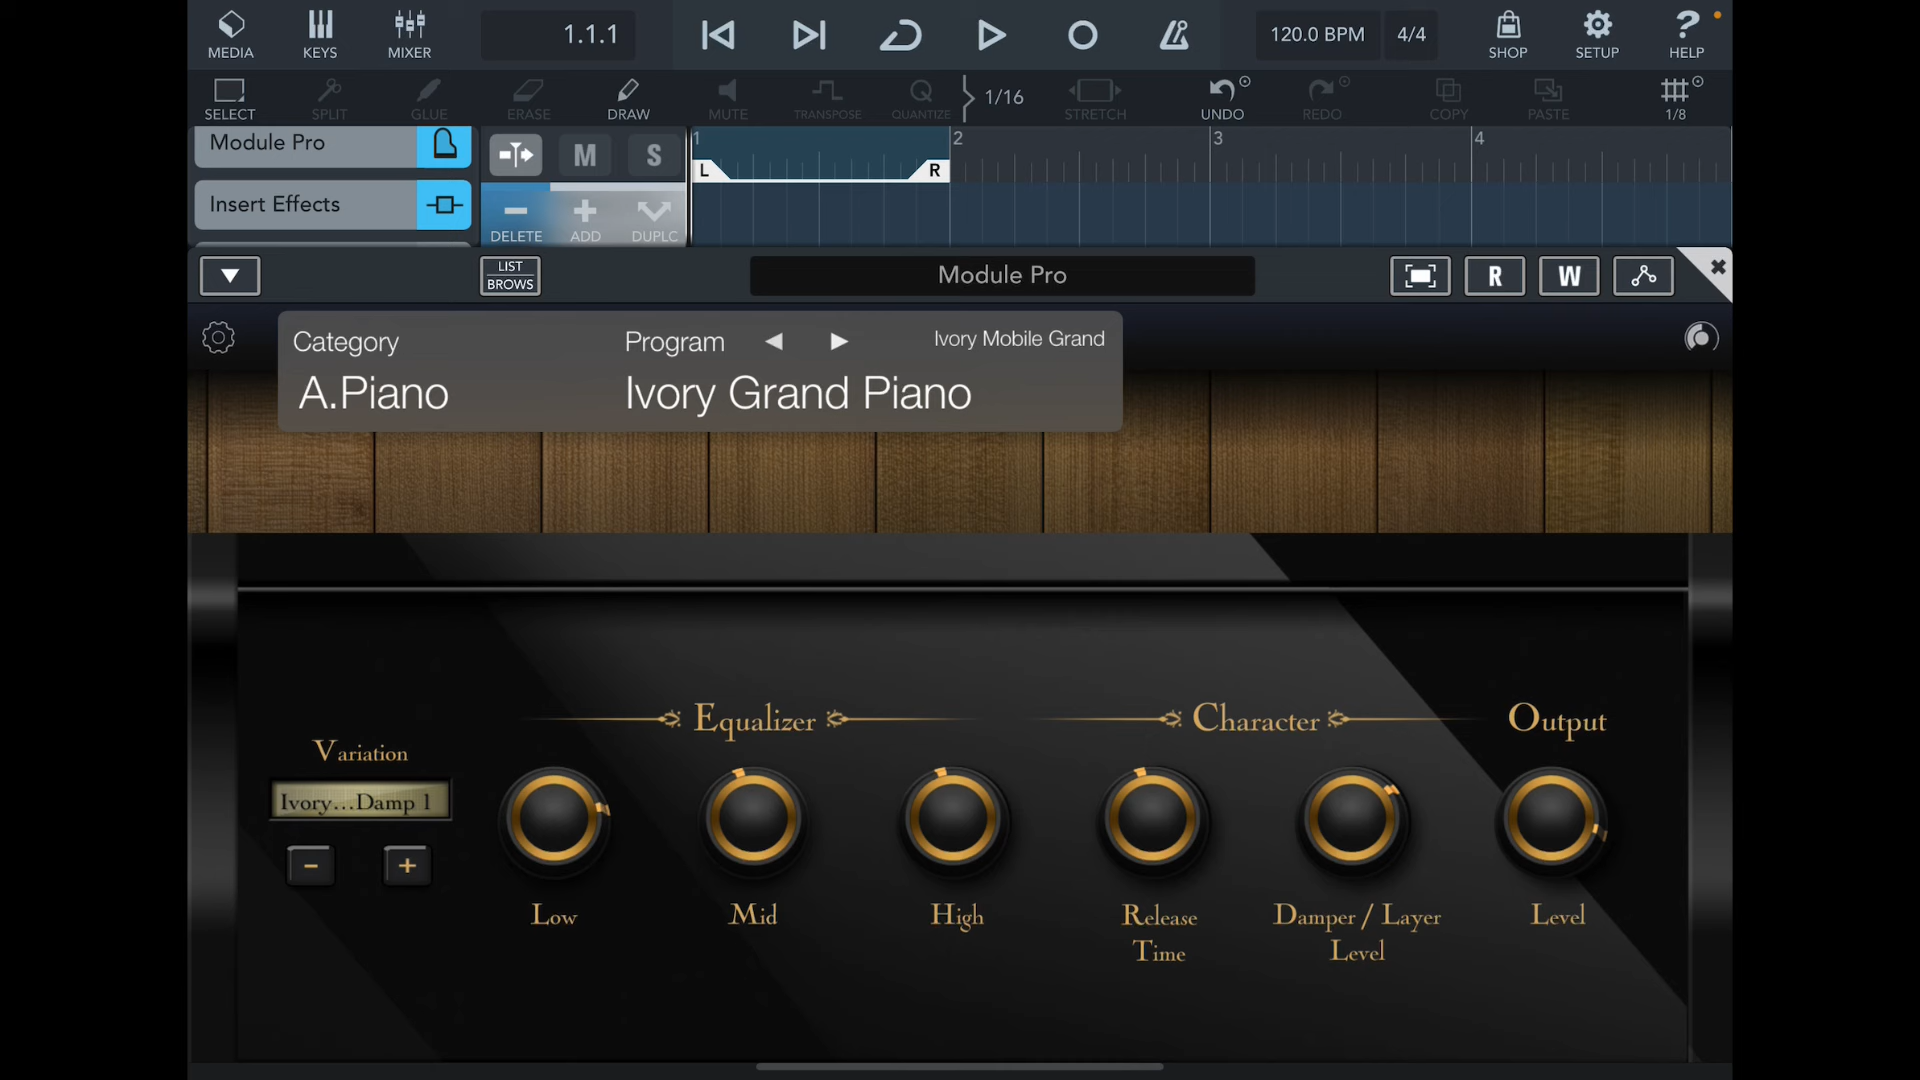 MEDIA
KEYS
MIXER
1.1.1
120.0 BPM
4/4
SHOP
SETUP
?
HELP
SELECT
SPLIT
GLUE
ERASE
DRAW
MUTE
TRANSPOSE
QUANTIZE
1/16
STRETCH
UNDO
REDO
COPY
PASTE
1/8
Module Pro
M
S
1
2
3
4
L
R
Insert Effects
DELETE
ADD
DUPLC
LIST
BROWS
Module Pro
R
W
Category
Program
Ivory Mobile Grand
A.Piano
Ivory Grand Piano
Equalizer
Character
Output
Variation
Ivory...Damp 1
Low
Mid
High
Release
Time
Damper / Layer
Level
Level